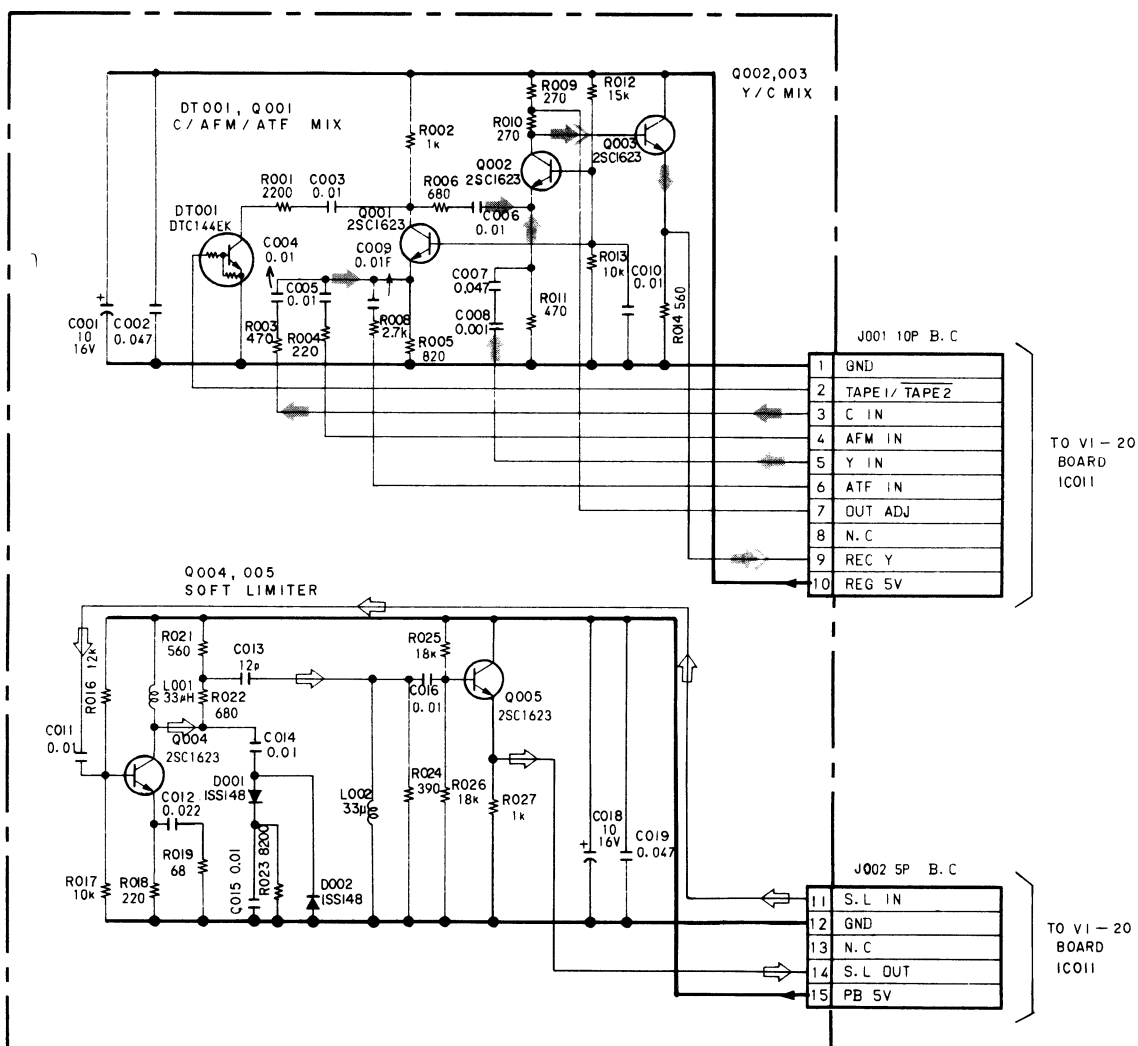 Q002,003
Y/C MIX
DT001, Q001
C/AFM/ATF MIX
R009
270
R012
15k
R010
270
R002
1k
Q003
2SC1623
Q002
2SC1623
R001
2200
C003
0.01
R006
680
C006
0.01
DT001
DTC144EK
Q001
2SC1623
C004
0.01
C009
0.01F
C005
0.01
R013
10k
C010
0.01
C007
0.047
C008
0.001
R011
470
R014 560
C001
10
16V
C002
0.047
R003
470
R004
220
R008
2.7k
R005
820
J001 10P B.C
1 GND
2 TAPE1/TAPE2
3 C IN
4 AFM IN
5 Y IN
6 ATF IN
7 OUT ADJ
8 N.C
9 REC Y
10 REG 5V
TO VI-20
BOARD
IC011
Q004, 005
SOFT LIMITER
R016 12k
R021
560
C013
12p
R025
18k
L001
33μH
R022
680
C016
0.01
Q005
2SC1623
C011
0.01
Q004
2SC1623
C014
0.01
D001
1SS148
C012
0.022
L002
33μ
R024
390
R026
18k
R027
1k
C018
10
16V
C019
0.047
R019
68
R017
10k
R018
220
C015 0.01
R023 8200
D002
1SS148
J002 5P B.C
11 S.L IN
12 GND
13 N.C
14 S.L OUT
15 PB 5V
TO VI-20
BOARD
IC011